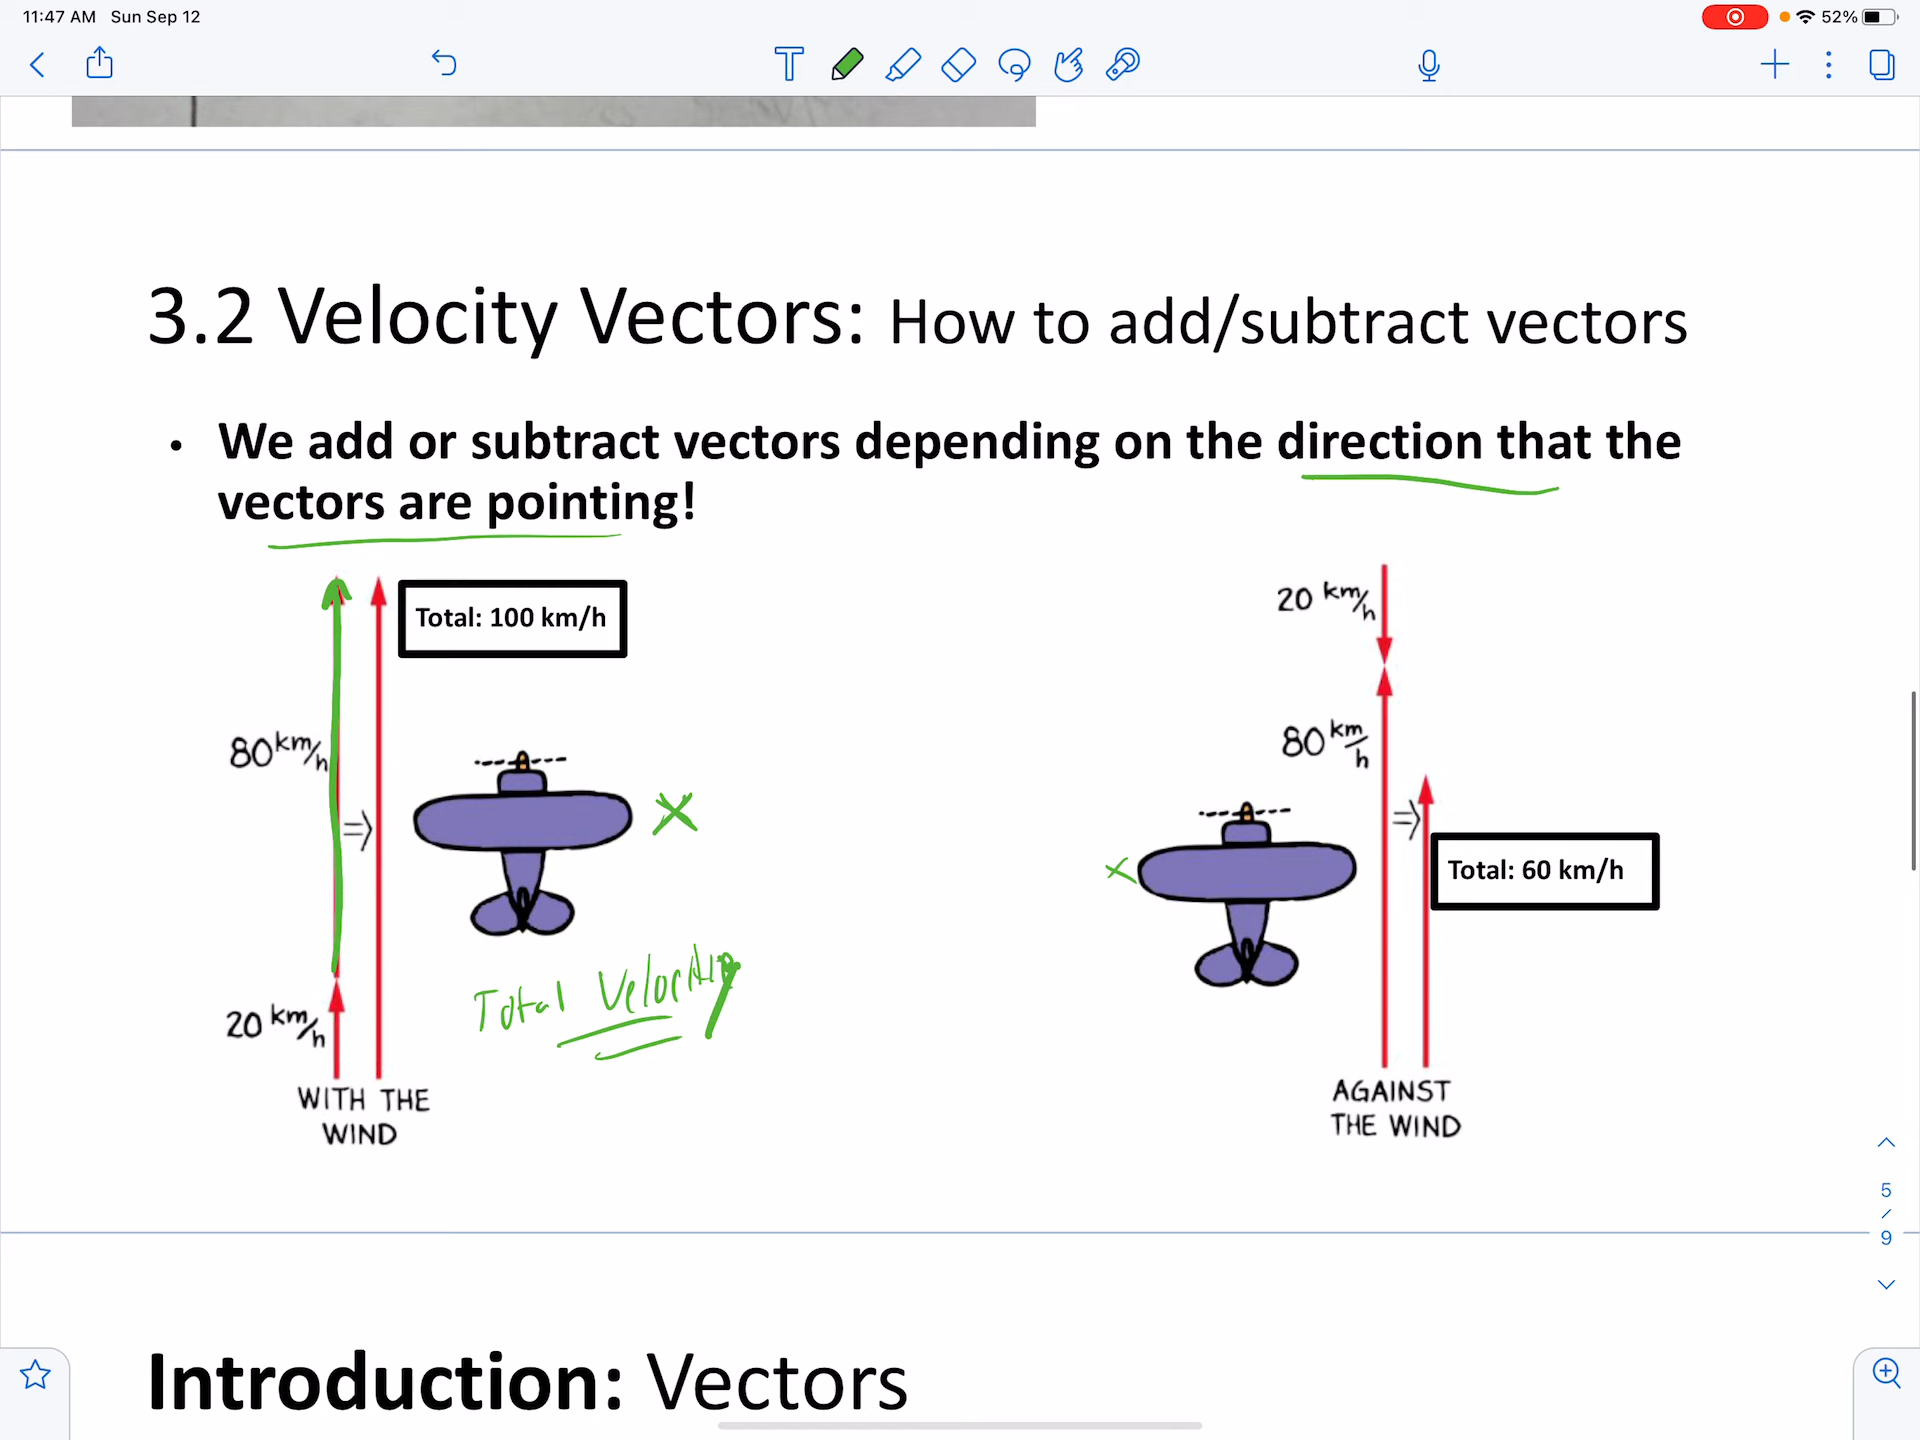 11:47 AM Sun Sep 12
52%
3.2 Velocity Vectors: How to add/subtract vectors
• We add or subtract vectors depending on the direction that the
vectors are pointing!
Total: 100 km/h
80 km/h
20 km/h
WITH THE
WIND
Total Velocity
20 km/h
80 km/h
Total: 60 km/h
AGAINST
THE WIND
5
/
9
Introduction: Vectors